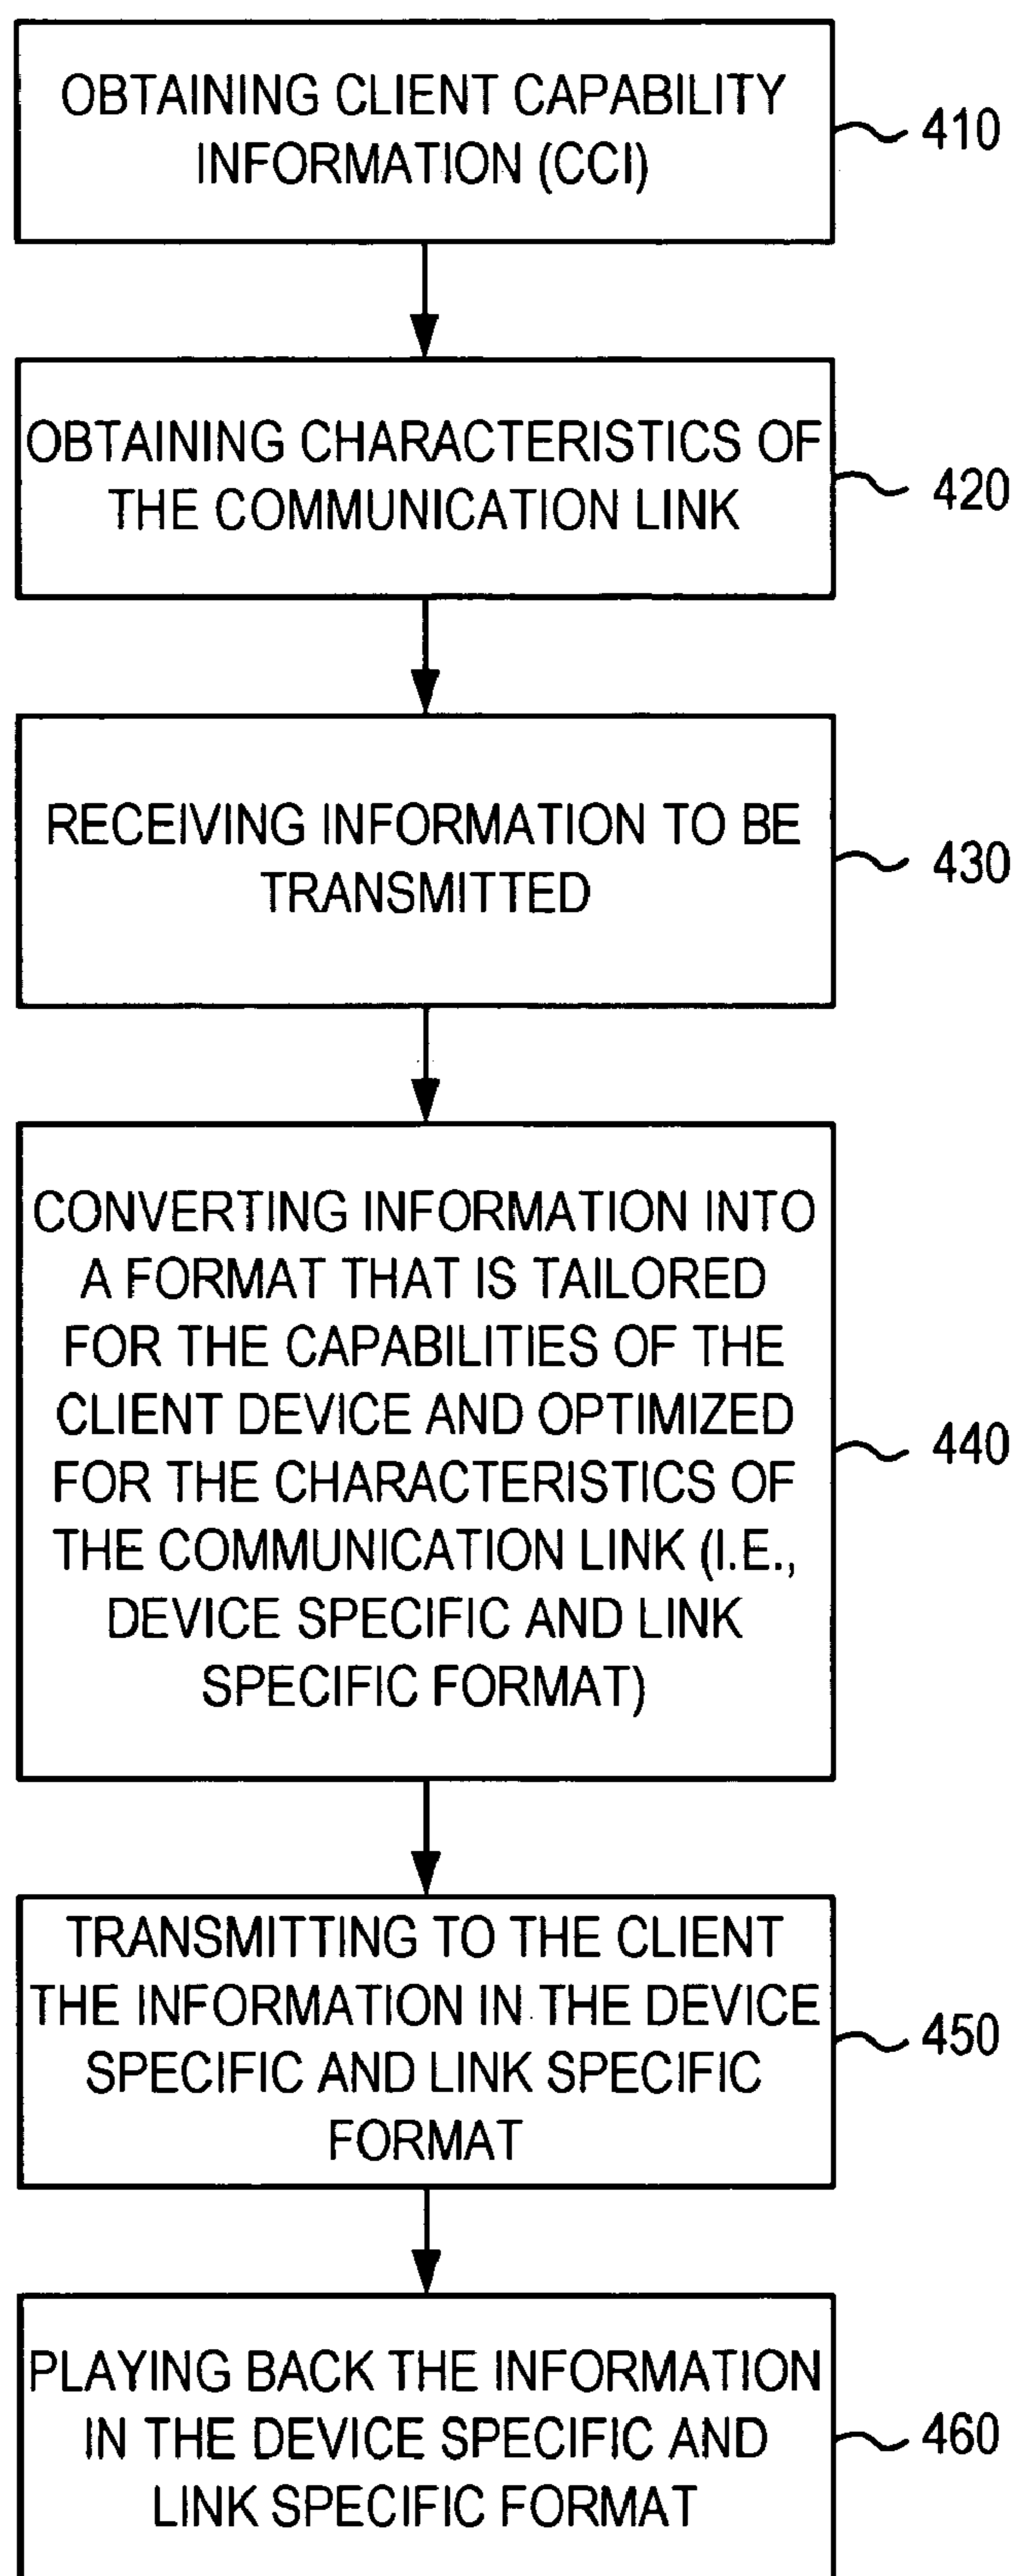 OBTAINING CLIENT CAPABILITY
INFORMATION (CCI)
410
OBTAINING CHARACTERISTICS OF
THE COMMUNICATION LINK
420
RECEIVING INFORMATION TO BE
TRANSMITTED
430
CONVERTING INFORMATION INTO
A FORMAT THAT IS TAILORED
FOR THE CAPABILITIES OF THE
CLIENT DEVICE AND OPTIMIZED
FOR THE CHARACTERISTICS OF
THE COMMUNICATION LINK (I.E.,
DEVICE SPECIFIC AND LINK
SPECIFIC FORMAT)
440
TRANSMITTING TO THE CLIENT
THE INFORMATION IN THE DEVICE
SPECIFIC AND LINK SPECIFIC
FORMAT
450
PLAYING BACK THE INFORMATION
IN THE DEVICE SPECIFIC AND
LINK SPECIFIC FORMAT
460